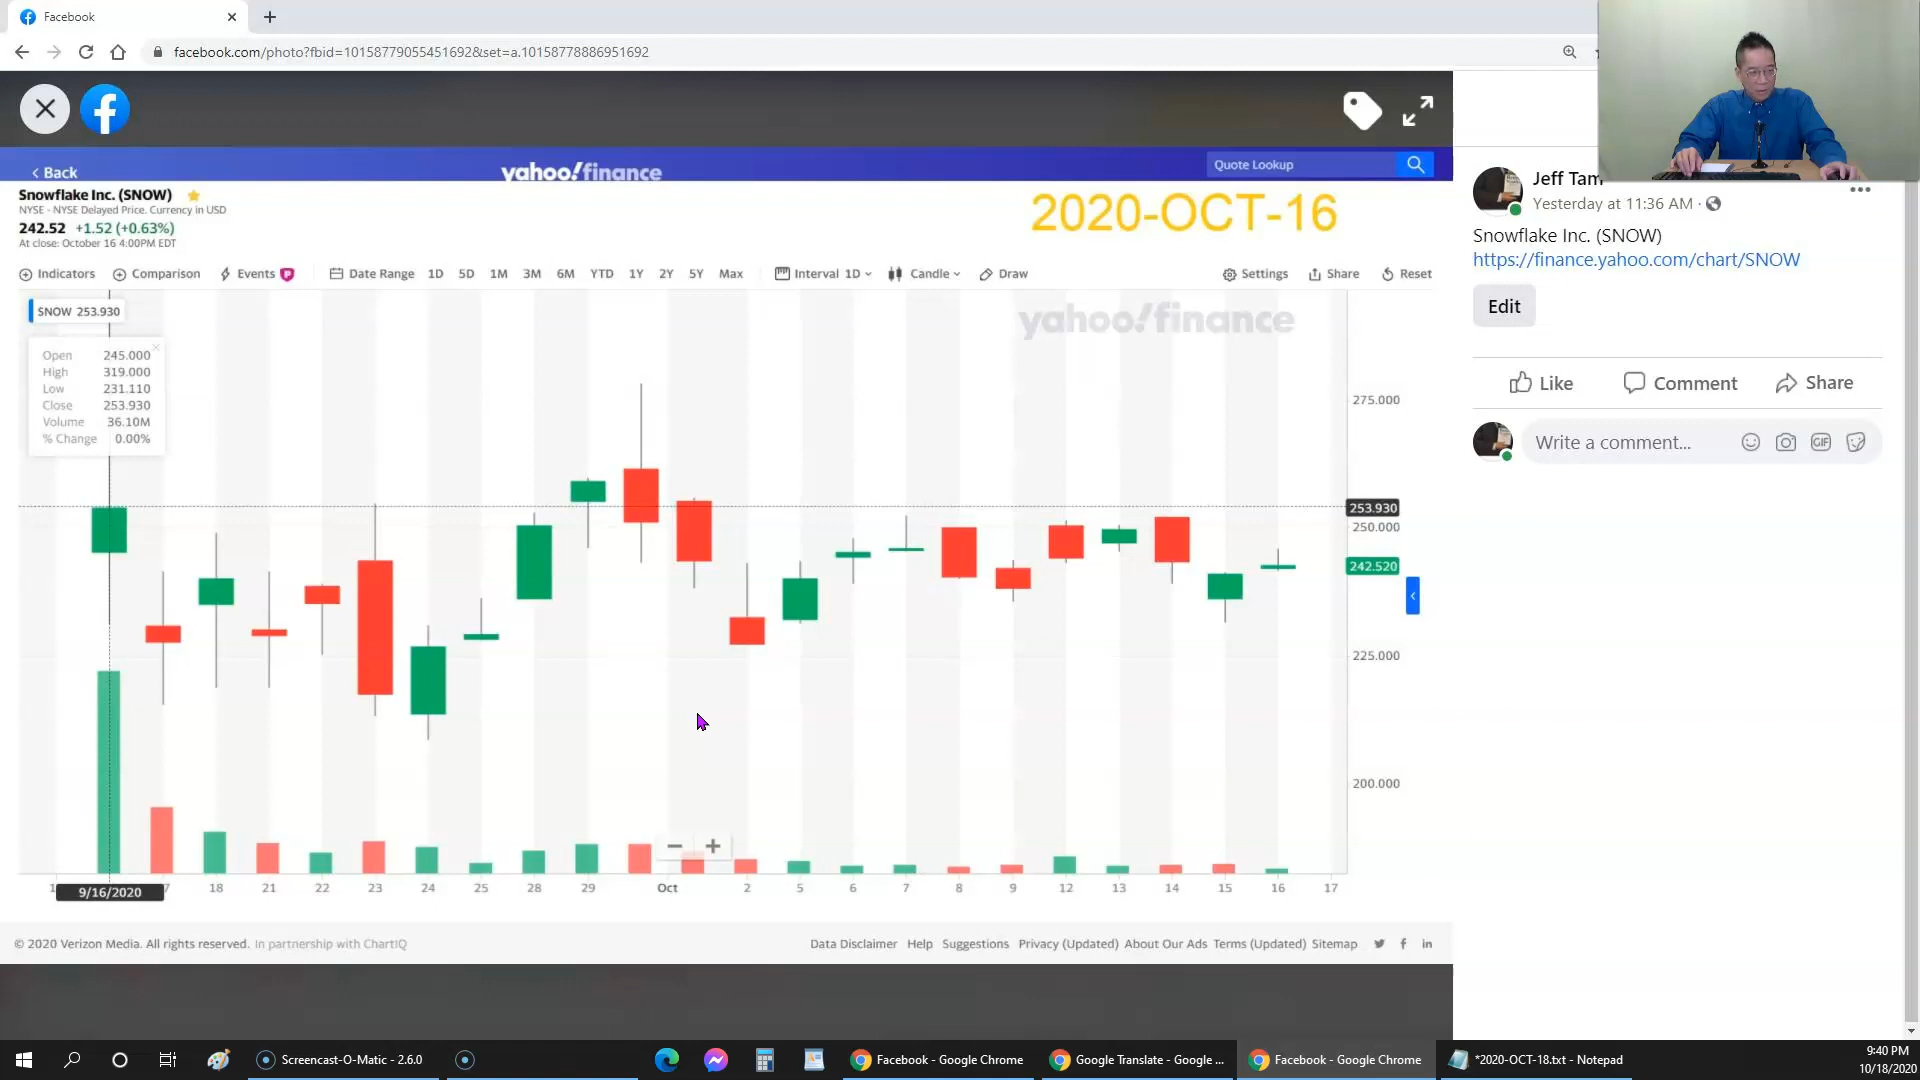 Facebook
facebook.com/photo?fbid=10158779055451692&set=a.10158778886951692
Back
yahoo!finance
Quote Lookup
Snowflake Inc. (SNOW)
NYSE - NYSE Delayed Price. Currency in USD
242.52 +1.52 (+0.63%)
At close: October 16 4:00PM EDT
2020-OCT-16
Indicators Comparison Events Date Range 1D 5D 1M 3M 6M YTD 1Y 2Y 5Y Max Interval 1D Candle Draw Settings Share Reset
SNOW 253.930
yahoo!finance
Open 245.000
High 319.000
Low 231.110
Close 253.930
Volume 36.10M
% Change 0.00%
275.000
253.930
250.000
242.520
225.000
200.000
1 9/16/2020 7 18 21 22 23 24 25 28 29 Oct 2 5 6 7 8 9 12 13 14 15 16 17
© 2020 Verizon Media. All rights reserved. In partnership with ChartIQ
Data Disclaimer Help Suggestions Privacy (Updated) About Our Ads Terms (Updated) Sitemap
Jeff Tam
Yesterday at 11:36 AM ·
Snowflake Inc. (SNOW)
https://finance.yahoo.com/chart/SNOW
Edit
Like Comment Share
Write a comment...
GIF
Screencast-O-Matic - 2.6.0
Facebook - Google Chrome
Google Translate - Google ...
Facebook - Google Chrome
*2020-OCT-18.txt - Notepad
9:40 PM
10/18/2020